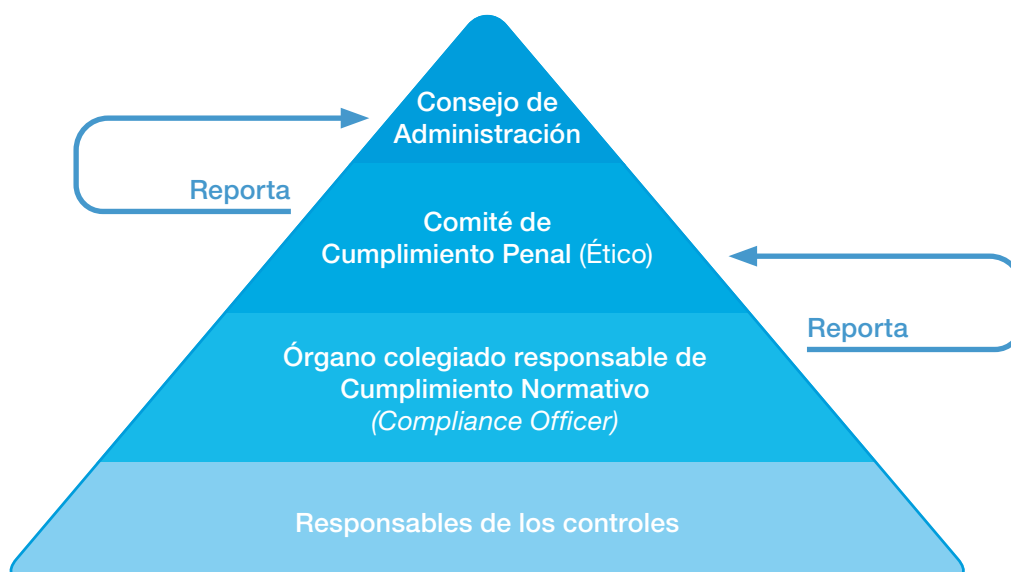 Consejo de
Administración
Reporta
Comité de
Cumplimiento Penal (Ético)
Reporta
Órgano colegiado responsable de
Cumplimiento Normativo
(Compliance Officer)
Responsables de los controles